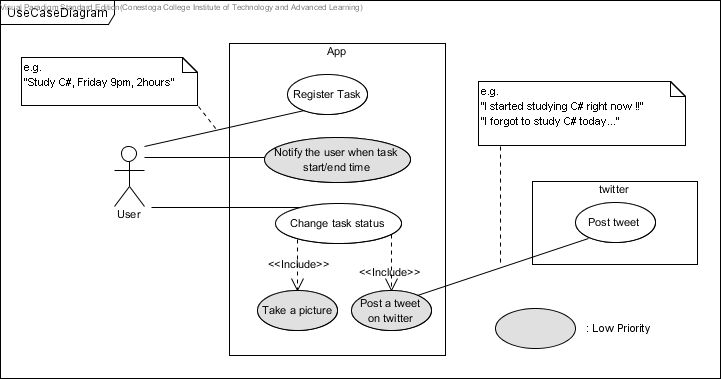 Visual Paradigm Standard Edition(Conestoga College Institute of Technology and Advanced Learning)
UseCaseDiagram
App
e.g.
"Study C#, Friday 9pm, 2hours"
Register Task
e.g.
"I started studying C# right now !!"
"I forgot to study C# today..."
Notify the user when task
start/end time
User
twitter
Change task status
Post tweet
<<Include>>
<<Include>>
Take a picture
Post a tweet
on twitter
: Low Priority